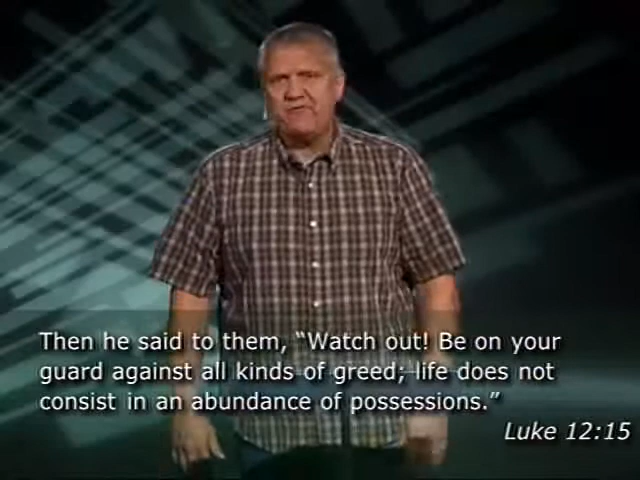 Then he said to them, “Watch out! Be on your
guard against all kinds of greed; life does not
consist in an abundance of possessions.”
Luke 12:15